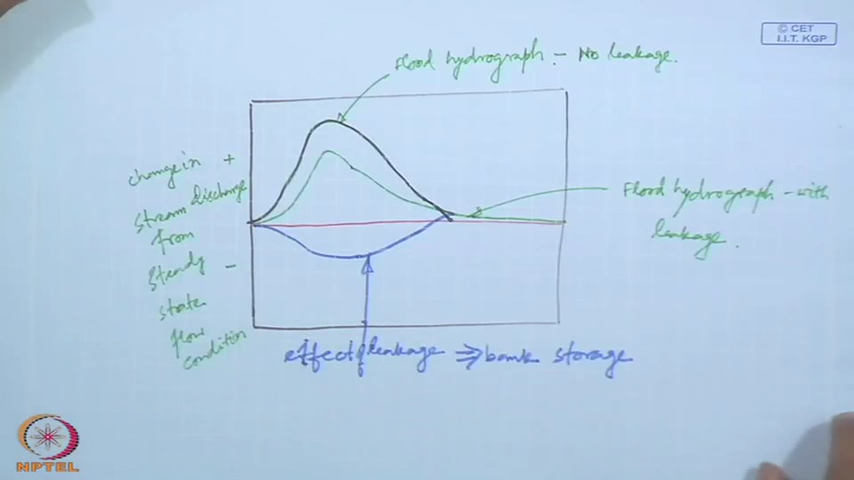 © CET
I.I.T. KGP
Flood hydrograph - No leakage.
change in +
stream discharge
from
steady -
state
flow
condition
Flood hydrograph - with
leakage.
effect of leakage ⇒ bank storage
NPTEL